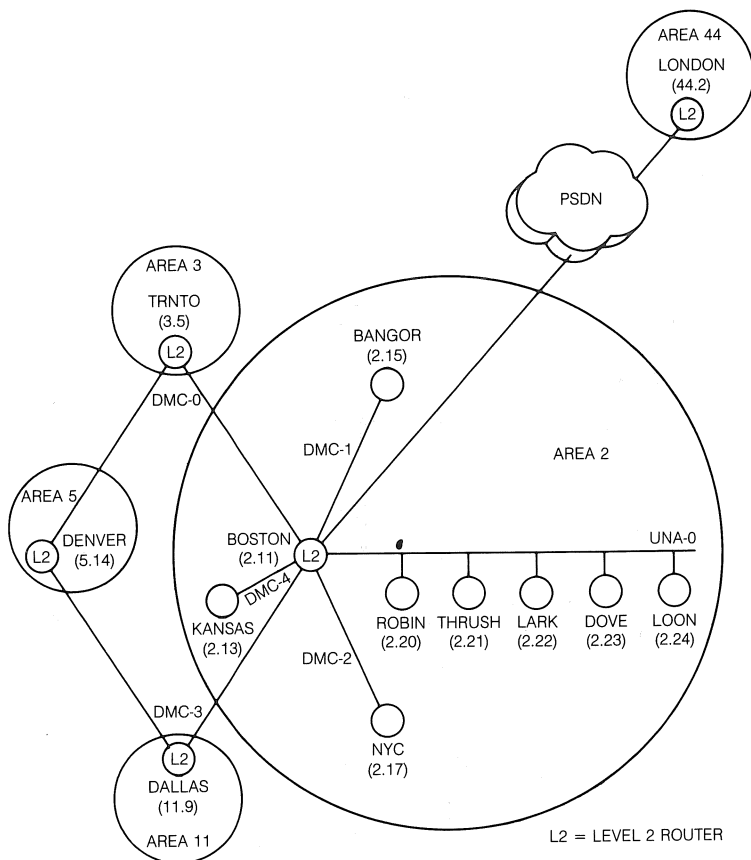 AREA 44
LONDON
(44.2)
L2
PSDN
AREA 3
TRNTO
(3.5)
L2
DMC-0
BANGOR
(2.15)
DMC-1
AREA 2
AREA 5
DENVER
(5.14)
L2
BOSTON
(2.11)
L2
UNA-0
DMC-4
KANSAS
(2.13)
ROBIN
(2.20)
THRUSH
(2.21)
LARK
(2.22)
DOVE
(2.23)
LOON
(2.24)
DMC-2
DMC-3
NYC
(2.17)
L2
DALLAS
(11.9)
AREA 11
L2 = LEVEL 2 ROUTER